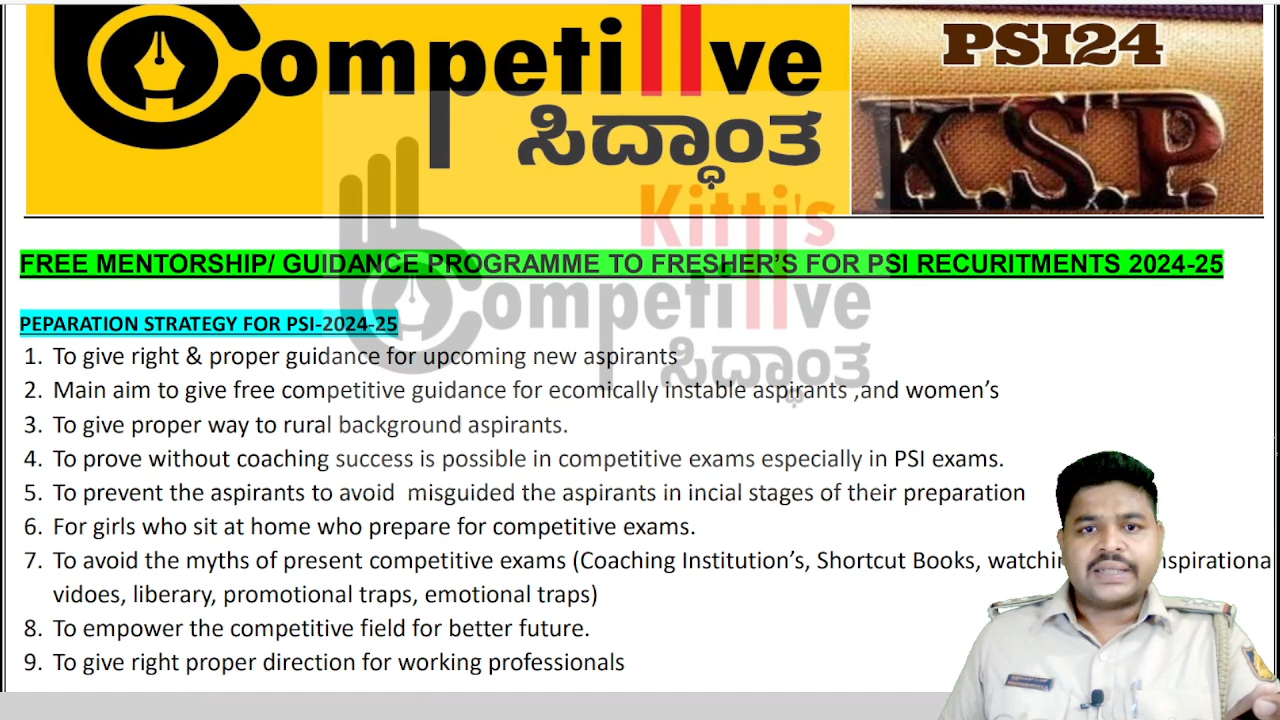 Competitive
ಸಿದ್ಧಾಂತ
PSI24
K.S.P.
Kitti's
Competitive
ಸಿದ್ಧಾಂತ
FREE MENTORSHIP/ GUIDANCE PROGRAMME TO FRESHER’S FOR PSI RECURITMENTS 2024-25
PEPARATION STRATEGY FOR PSI-2024-25
1. To give right & proper guidance for upcoming new aspirants
2. Main aim to give free competitive guidance for ecomically instable aspirants ,and women’s
3. To give proper way to rural background aspirants.
4. To prove without coaching success is possible in competitive exams especially in PSI exams.
5. To prevent the aspirants to avoid misguided the aspirants in incial stages of their preparation
6. For girls who sit at home who prepare for competitive exams.
7. To avoid the myths of present competitive exams (Coaching Institution’s, Shortcut Books,
vidoes, liberary, promotional traps, emotional traps)
8. To empower the competitive field for better future.
9. To give right proper direction for working professionals